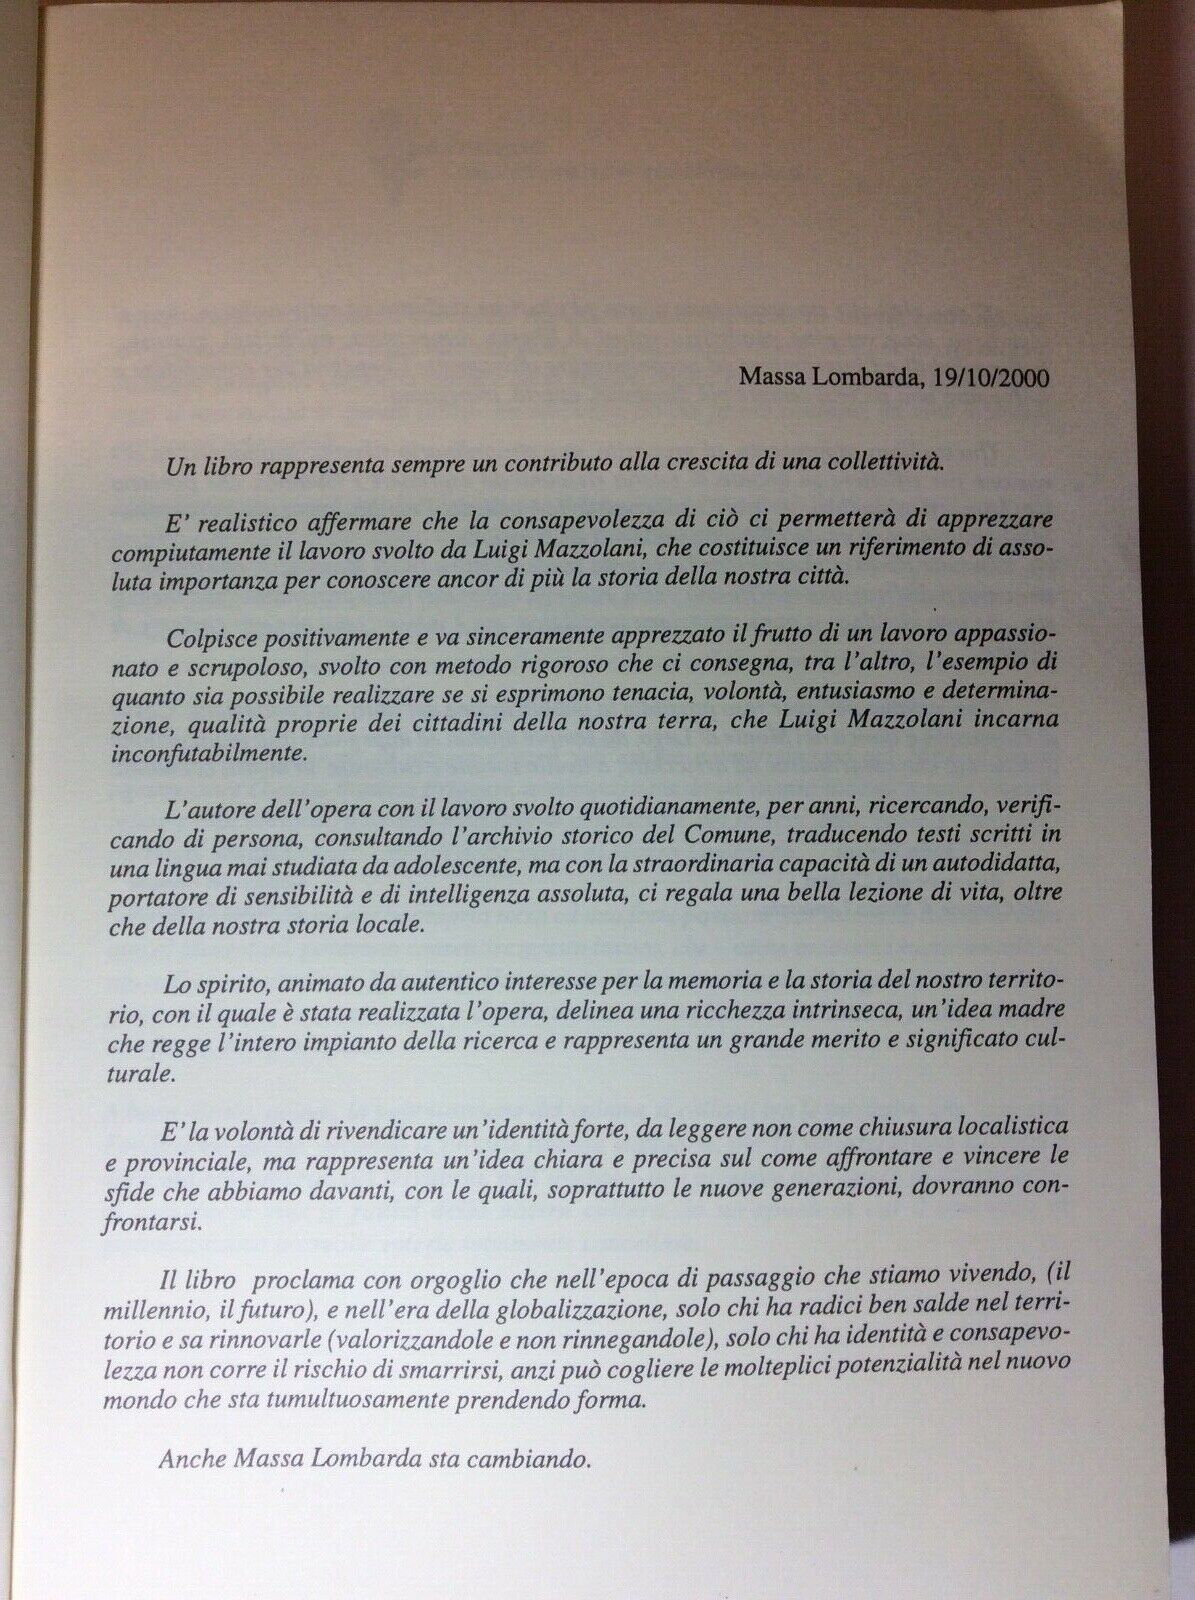 Massa Lombarda, 19/10/2000
Un libro rappresenta sempre un contributo alla crescita di una collettività.
E' realistico affermare che la consapevolezza di ciò ci permetterà di apprezzare
compiutamente il lavoro svolto da Luigi Mazzolani, che costituisce un riferimento di asso-
luta importanza per conoscere ancor di più la storia della nostra città.
Colpisce positivamente e va sinceramente apprezzato il frutto di un lavoro appassio-
nato e scrupoloso, svolto con metodo rigoroso che ci consegna, tra l'altro, l'esempio di
quanto sia possibile realizzare se si esprimono tenacia, volontà, entusiasmo e determina-
zione, qualità proprie dei cittadini della nostra terra, che Luigi Mazzolani incarna
inconfutabilmente.
L'autore dell'opera con il lavoro svolto quotidianamente, per anni, ricercando, verifi-
cando di persona, consultando l'archivio storico del Comune, traducendo testi scritti in
una lingua mai studiata da adolescente, ma con la straordinaria capacità di un autodidatta,
portatore di sensibilità e di intelligenza assoluta, ci regala una bella lezione di vita, oltre
che della nostra storia locale.
Lo spirito, animato da autentico interesse per la memoria e la storia del nostro territo-
rio, con il quale è stata realizzata l'opera, delinea una ricchezza intrinseca, un'idea madre
che regge l'intero impianto della ricerca e rappresenta un grande merito e significato cul-
turale.
E' la volontà di rivendicare un'identità forte, da leggere non come chiusura localistica
e provinciale, ma rappresenta un'idea chiara e precisa sul come affrontare e vincere le
sfide che abbiamo davanti, con le quali, soprattutto le nuove generazioni, dovranno con-
frontarsi.
Il libro proclama con orgoglio che nell'epoca di passaggio che stiamo vivendo, (il
millennio, il futuro), e nell'era della globalizzazione, solo chi ha radici ben salde nel terri-
torio e sa rinnovarle (valorizzandole e non rinnegandole), solo chi ha identità e consapevo-
lezza non corre il rischio di smarrirsi, anzi può cogliere le molteplici potenzialità nel nuovo
mondo che sta tumultuosamente prendendo forma.
Anche Massa Lombarda sta cambiando.